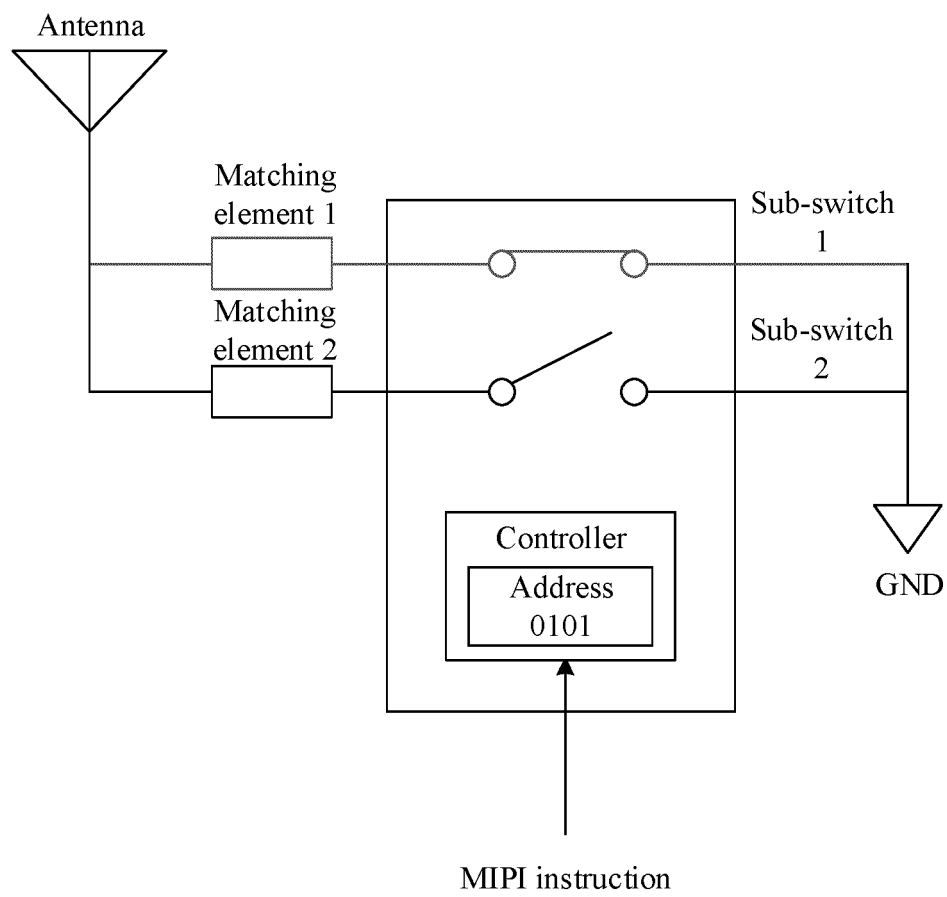 Antenna
Matching
element 1
Sub-switch
1
Matching
element 2
Sub-switch
2
Controller
Address
0101
GND
MIPI instruction